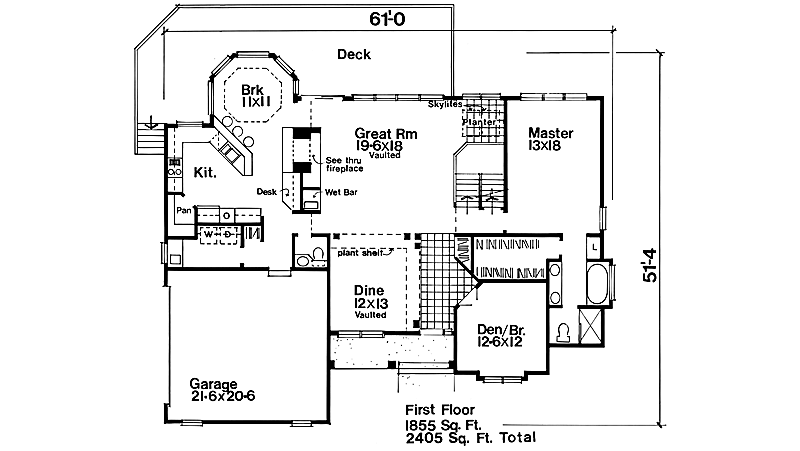 61'-0
Deck
Brk
11x11
Skylites
Planter
Great Rm
19-6x18
Vaulted
Master
13x18
See thru
fireplace
Kit.
Desk
Wet Bar
Pan
O
W D
L
plant shelf
51'-4
Dine
12x13
Vaulted
Den/Br.
12-6x12
Garage
21-6x20-6
First Floor
1855 Sq. Ft.
2405 Sq. Ft. Total